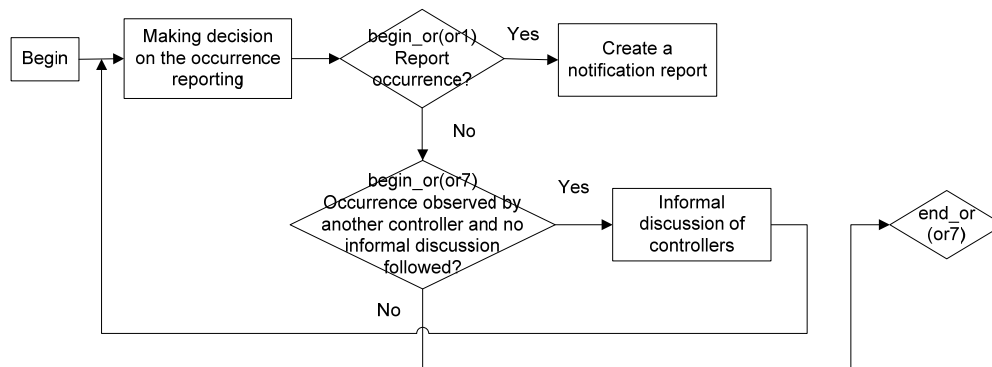 Begin
Making decision
on the occurrence
reporting
begin_or(or1)
Report
occurrence?
Yes
Create a
notification report
No
begin_or(or7)
Occurrence observed by
another controller and no
informal discussion
followed?
Yes
Informal
discussion of
controllers
end_or
(or7)
No